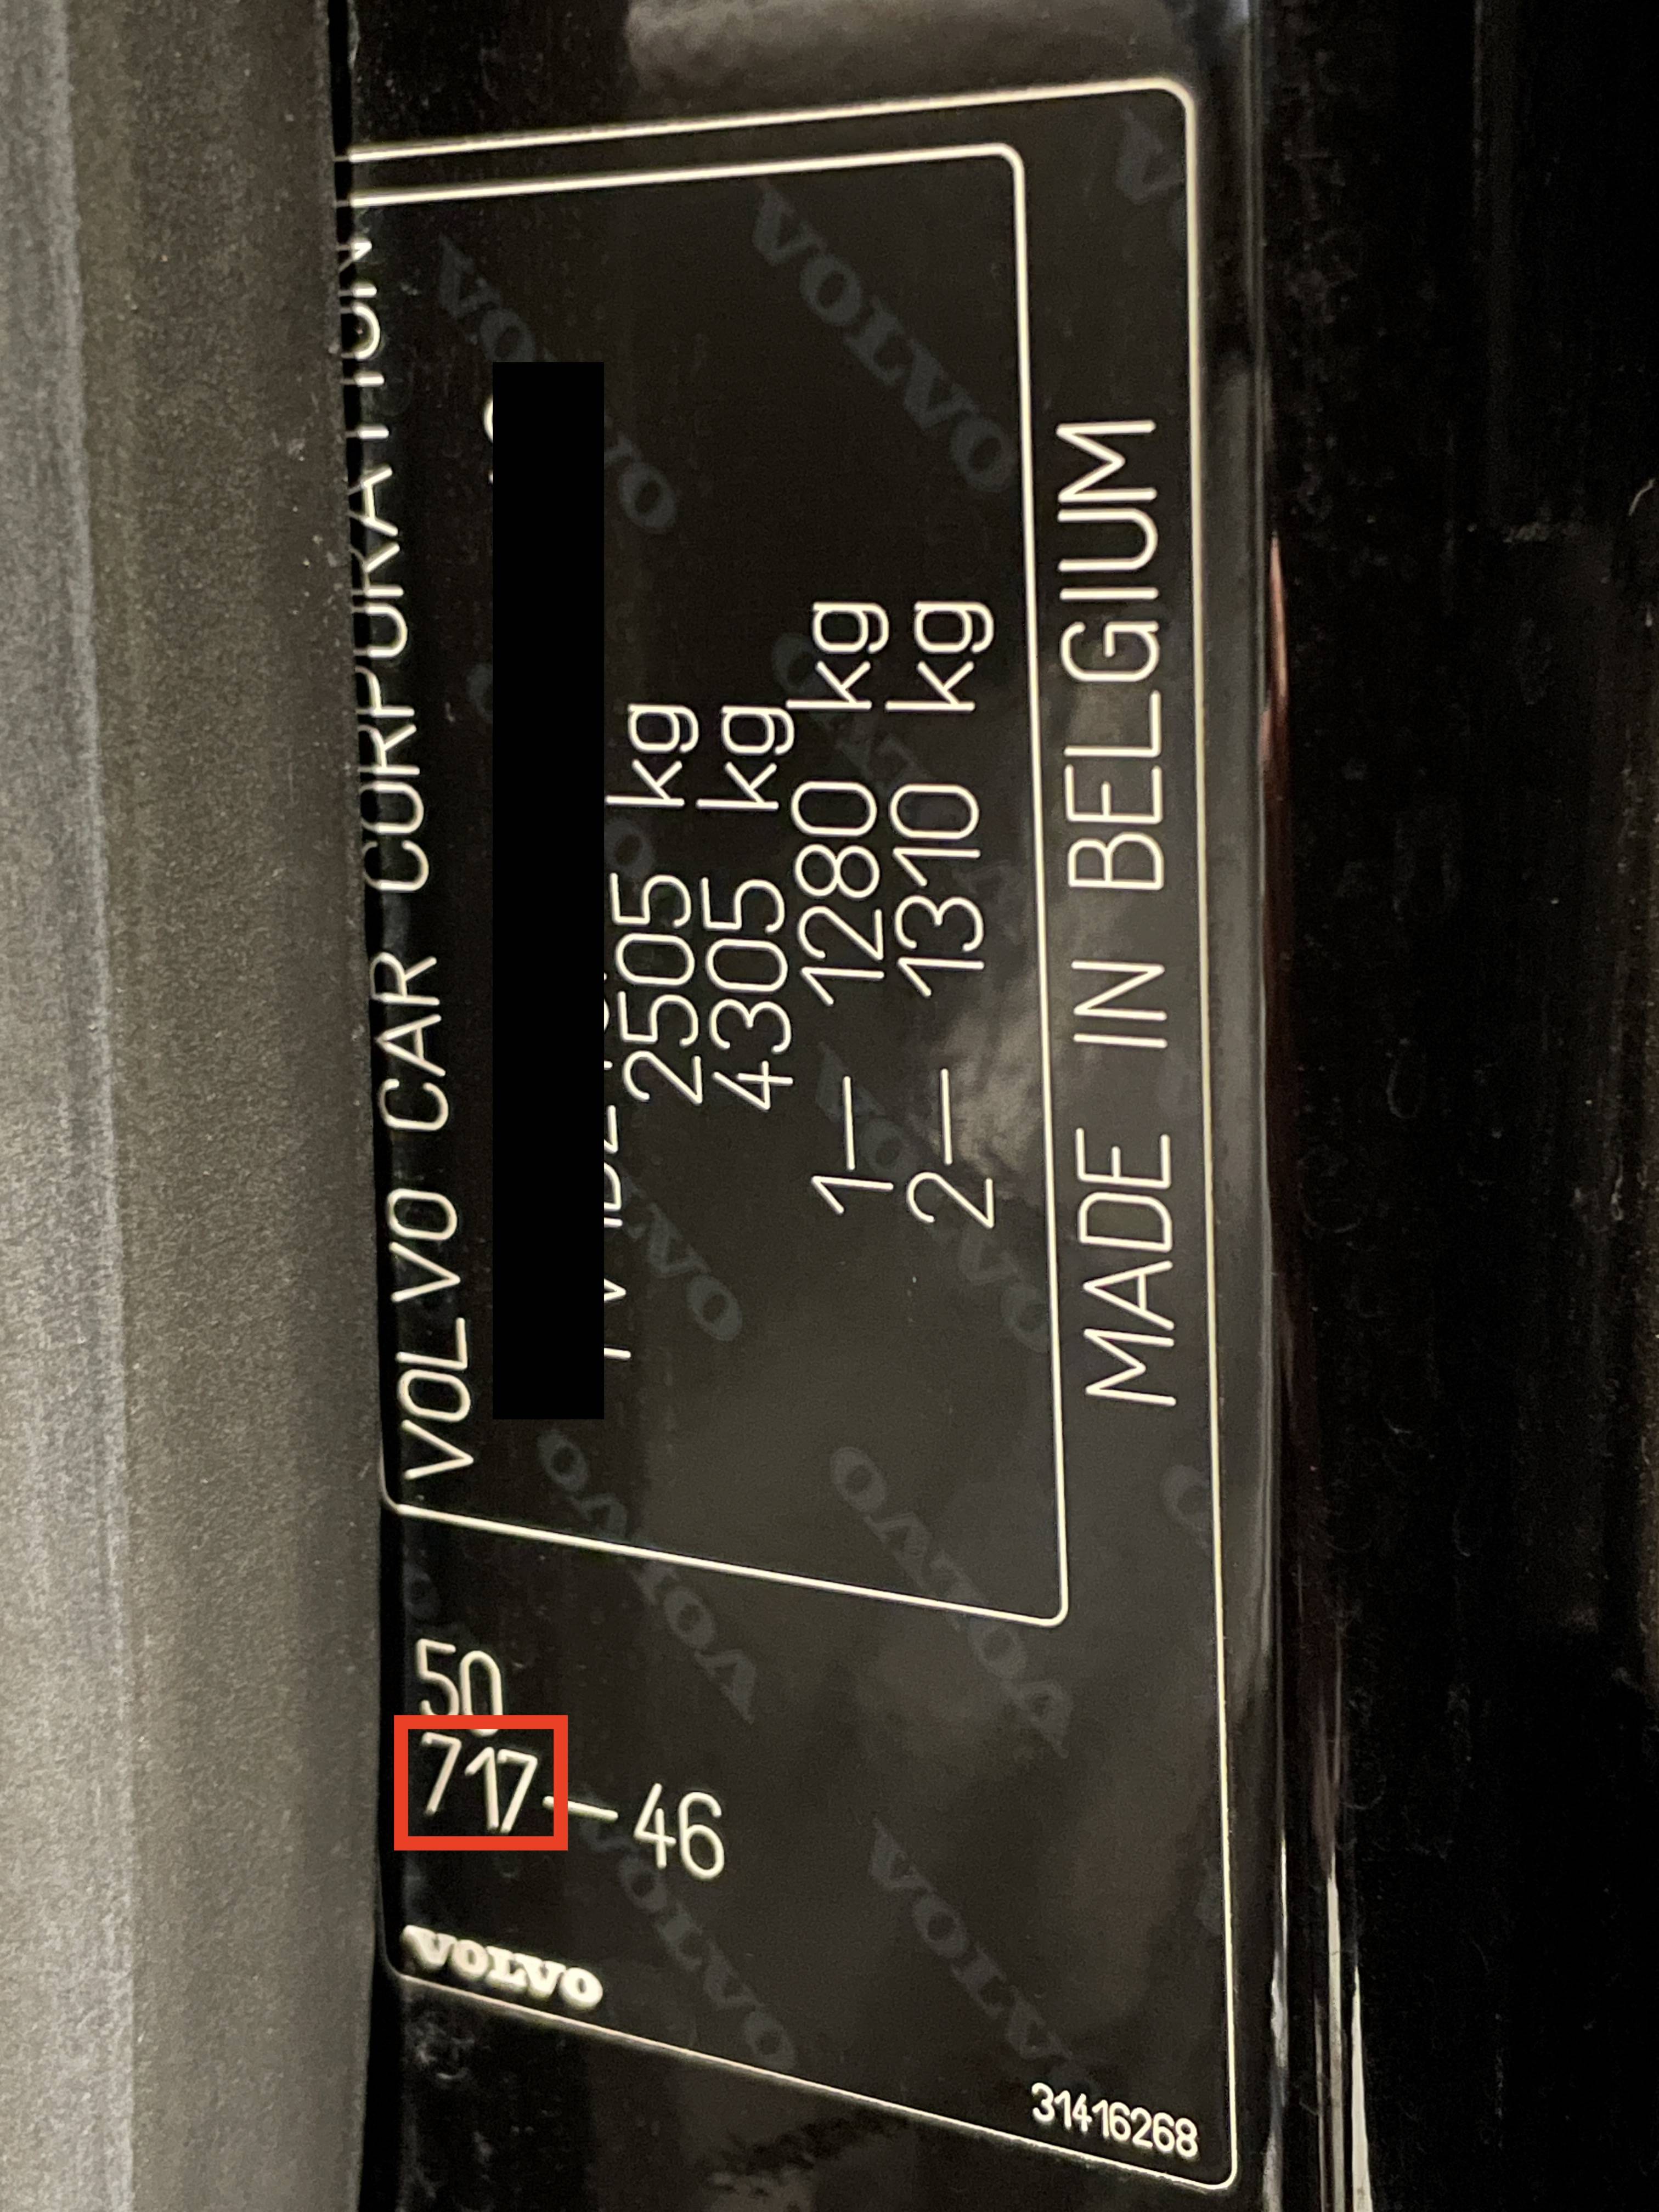 VOLVO CAR CORPORATION
2505 kg
4305 kg
1— 1280 kg
2— 1310 kg
MADE IN BELGIUM
50
717—46
VOLVO
31416268